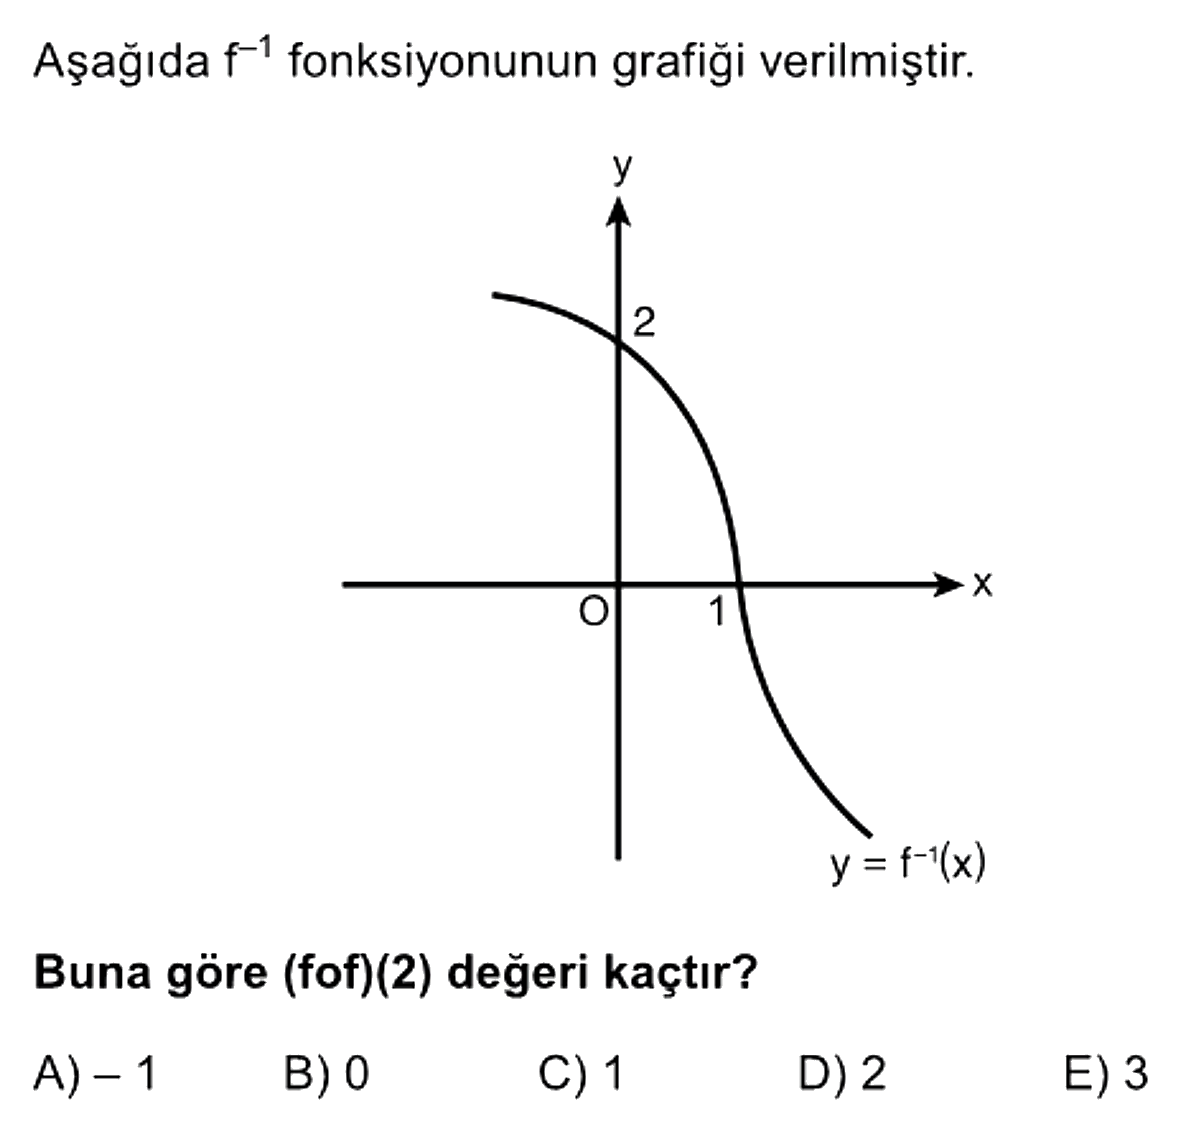 Aşağıda f⁻¹ fonksiyonunun grafiği verilmiştir.
y
2
O
1
x
y = f⁻¹(x)
Buna göre (fof)(2) değeri kaçtır?
A) – 1 B) 0 C) 1 D) 2 E) 3